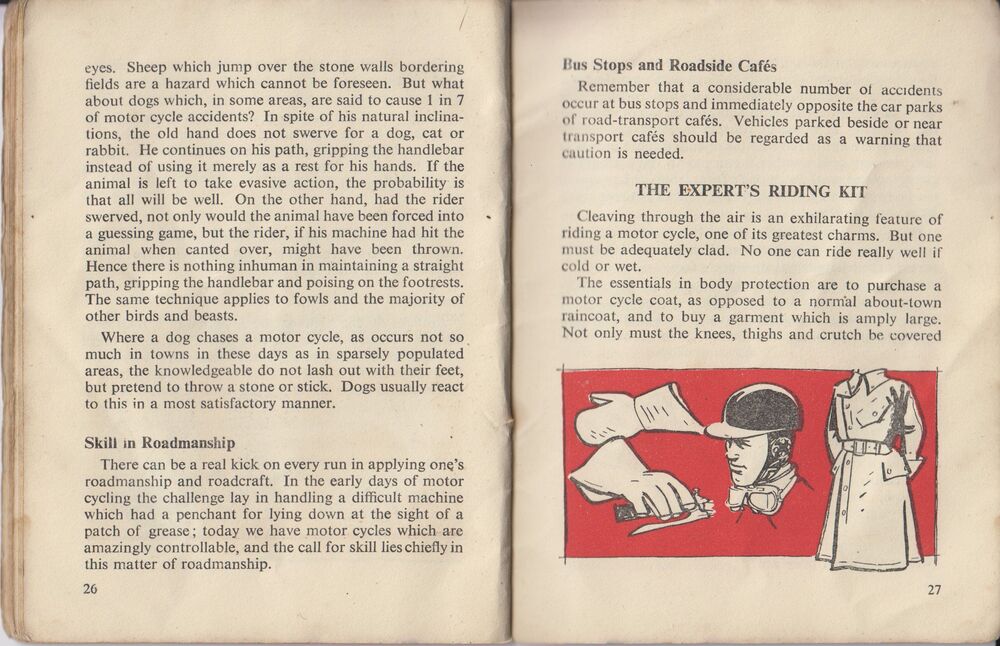 eyes. Sheep which jump over the stone walls bordering
fields are a hazard which cannot be foreseen. But what
about dogs which, in some areas, are said to cause 1 in 7
of motor cycle accidents? In spite of his natural inclina-
tions, the old hand does not swerve for a dog, cat or
rabbit. He continues on his path, gripping the handlebar
instead of using it merely as a rest for his hands. If the
animal is left to take evasive action, the probability is
that all will be well. On the other hand, had the rider
swerved, not only would the animal have been forced into
a guessing game, but the rider, if his machine had hit the
animal when canted over, might have been thrown.
Hence there is nothing inhuman in maintaining a straight
path, gripping the handlebar and poising on the footrests.
The same technique applies to fowls and the majority of
other birds and beasts.
Where a dog chases a motor cycle, as occurs not so
much in towns in these days as in sparsely populated
areas, the knowledgeable do not lash out with their feet,
but pretend to throw a stone or stick. Dogs usually react
to this in a most satisfactory manner.
Skill in Roadmanship
There can be a real kick on every run in applying one's
roadmanship and roadcraft. In the early days of motor
cycling the challenge lay in handling a difficult machine
which had a penchant for lying down at the sight of a
patch of grease; today we have motor cycles which are
amazingly controllable, and the call for skill lies chiefly in
this matter of roadmanship.
26
Bus Stops and Roadside Cafés
Remember that a considerable number of accidents
occur at bus stops and immediately opposite the car parks
of road-transport cafés. Vehicles parked beside or near
transport cafés should be regarded as a warning that
caution is needed.
THE EXPERT'S RIDING KIT
Cleaving through the air is an exhilarating feature of
riding a motor cycle, one of its greatest charms. But one
must be adequately clad. No one can ride really well if
cold or wet.
The essentials in body protection are to purchase a
motor cycle coat, as opposed to a normal about-town
raincoat, and to buy a garment which is amply large.
Not only must the knees, thighs and crutch be covered
27